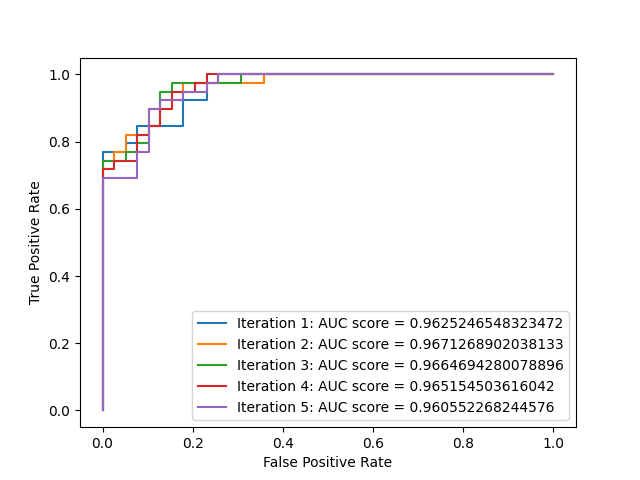 1.0
0.8
0.6
0.4
0.2
0.0
True Positive Rate
Iteration 1: AUC score = 0.9625246548323472
Iteration 2: AUC score = 0.9671268902038133
Iteration 3: AUC score = 0.9664694280078896
Iteration 4: AUC score = 0.965154503616042
Iteration 5: AUC score = 0.960552268244576
0.0 0.2 0.4 0.6 0.8 1.0
False Positive Rate